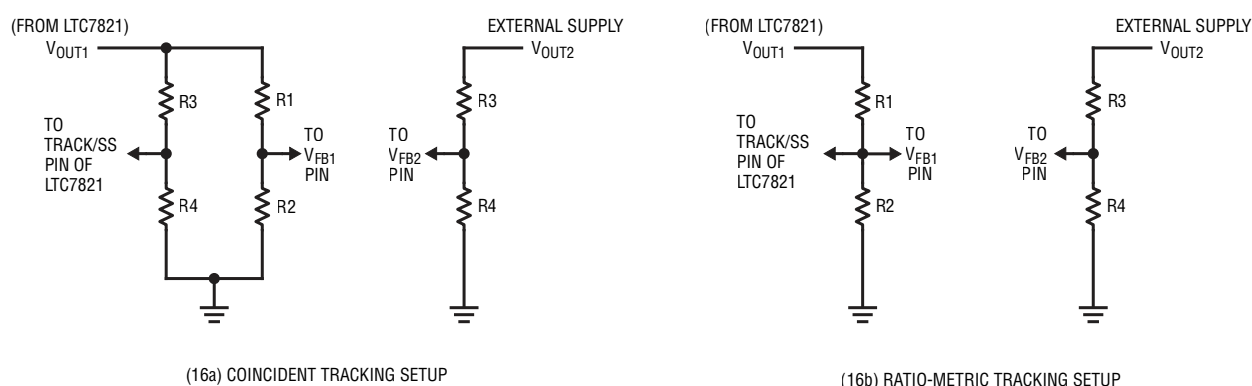 (FROM LTC7821)
VOUT1
R3
R1
TO
TRACK/SS
PIN OF
LTC7821
TO
VFB1
PIN
R4
R2
EXTERNAL SUPPLY
VOUT2
R3
TO
VFB2
PIN
R4
(16a) COINCIDENT TRACKING SETUP
(FROM LTC7821)
VOUT1
R1
TO
TRACK/SS
PIN OF
LTC7821
TO
VFB1
PIN
R2
EXTERNAL SUPPLY
VOUT2
R3
TO
VFB2
PIN
R4
(16b) RATIO-METRIC TRACKING SETUP